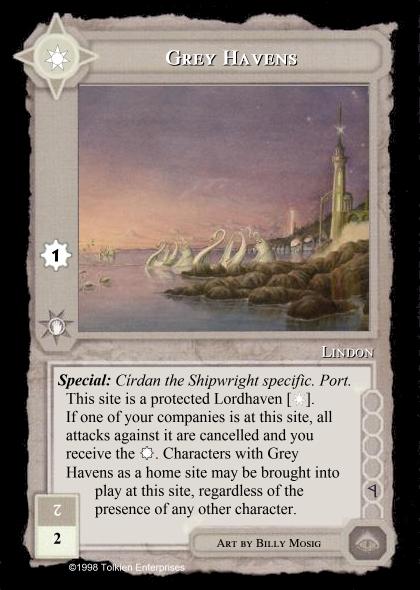 GREY HAVENS
1
LINDON
Special: Círdan the Shipwright specific. Port.
This site is a protected Lordhaven [ ].
If one of your companies is at this site, all
attacks against it are cancelled and you
receive the . Characters with Grey
Havens as a home site may be brought into
play at this site, regardless of the
presence of any other character.
2
2
ART BY BILLY MOSIG
©1998 Tolkien Enterprises